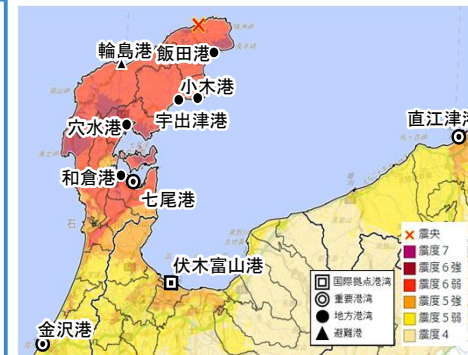 輪島港
飯田港
小木港
宇出津港
穴水港
和倉港
七尾港
直江津港
伏木富山港
金沢港
石
震央
震度7
震度6強
震度6弱
震度5強
震度5弱
震度4
国際拠点港湾
重要港湾
地方港湾
避難港